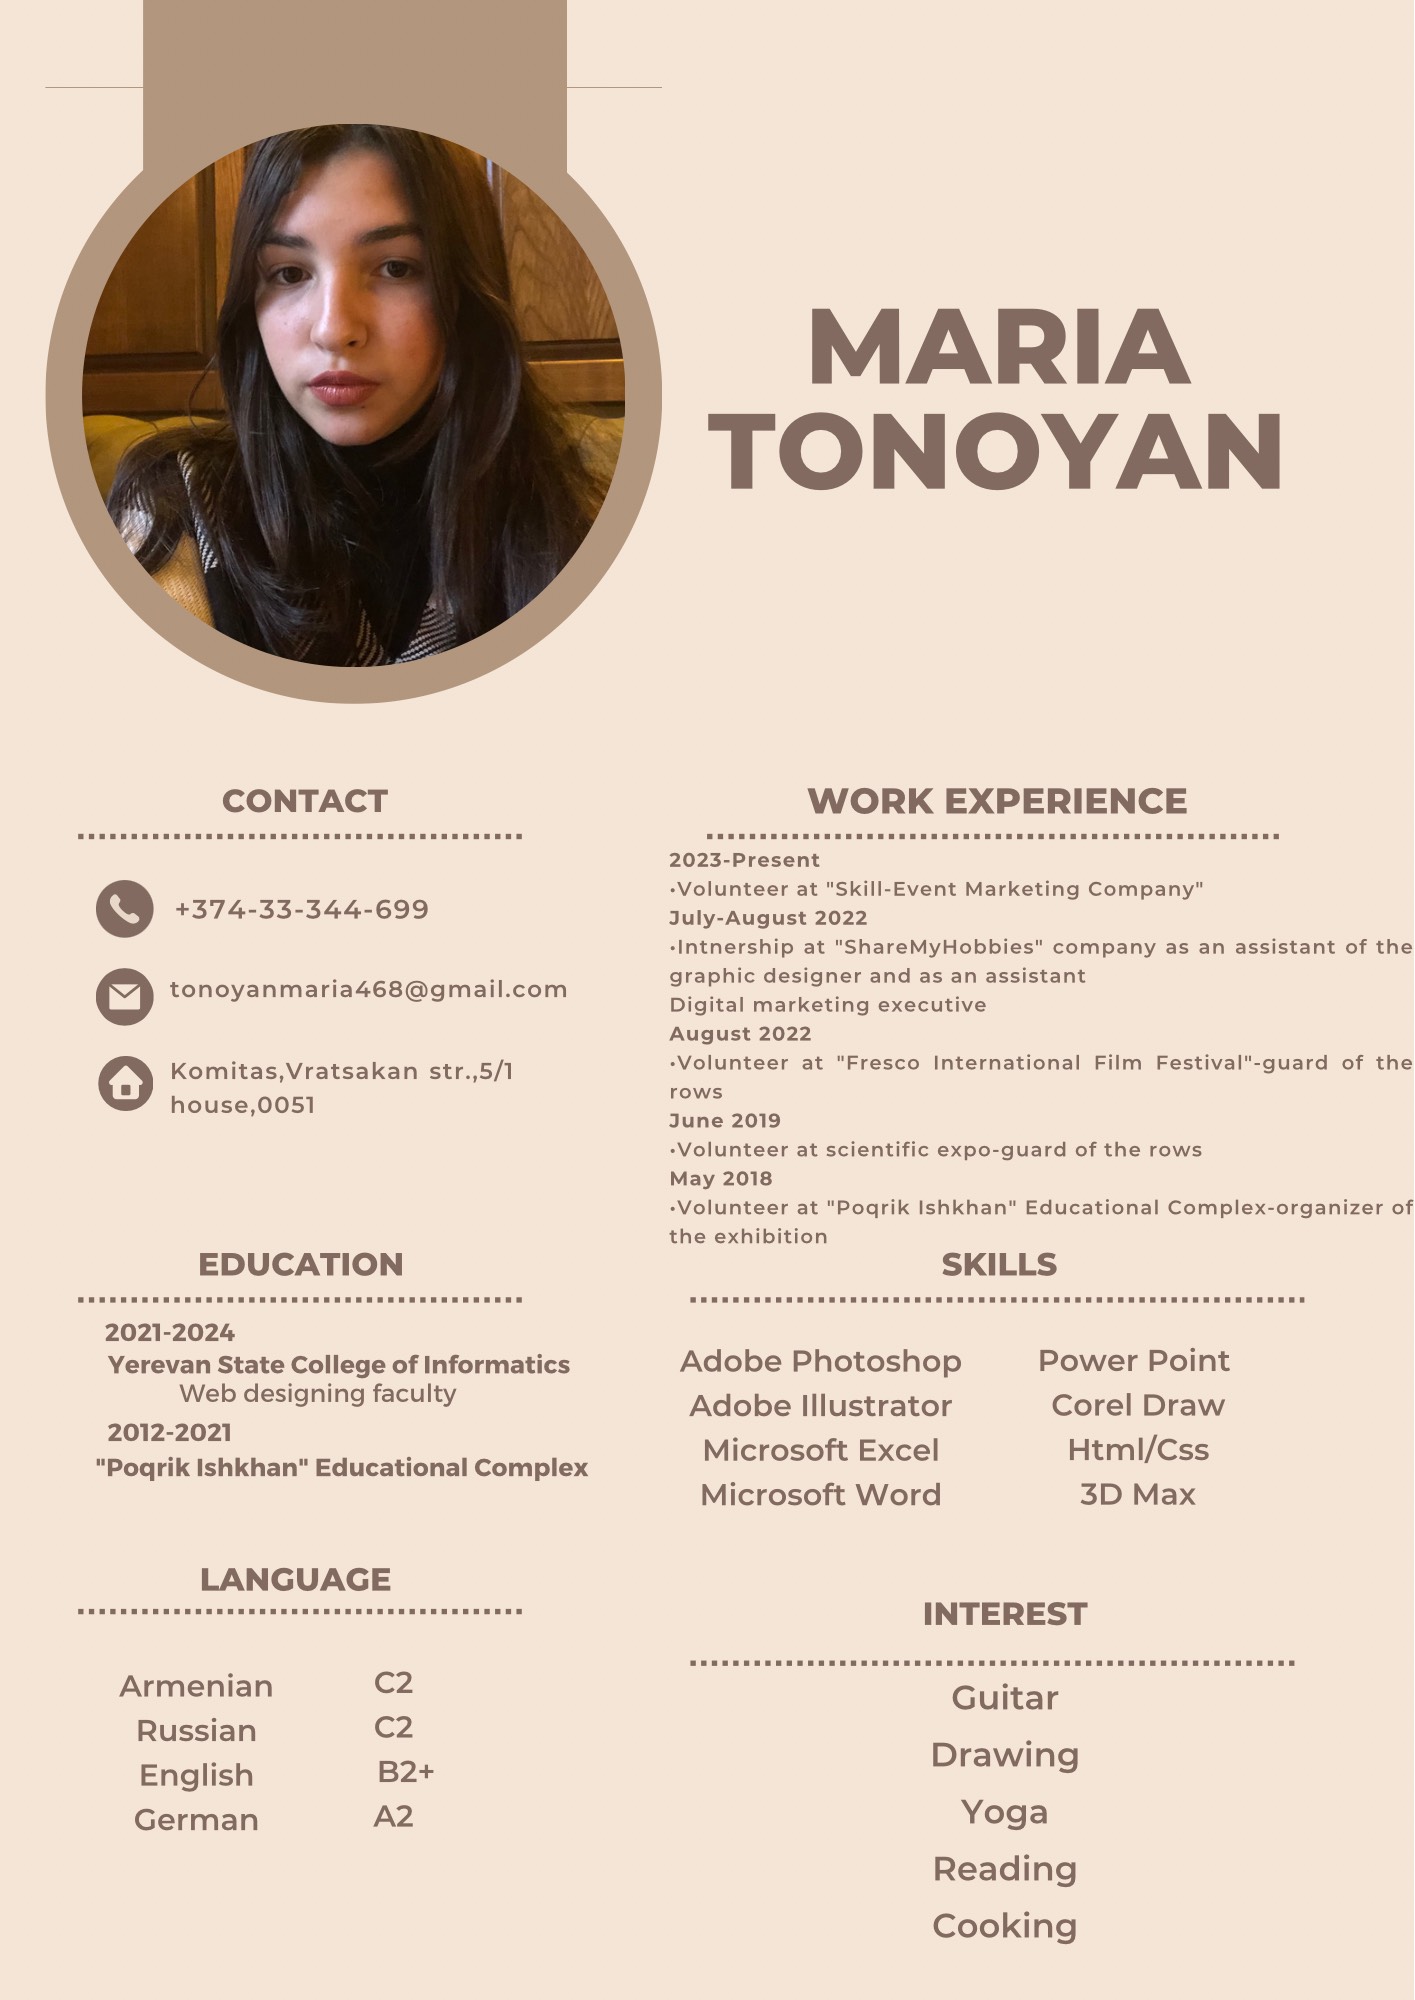 MARIA
TONOYAN
CONTACT
+374-33-344-699
tonoyanmaria468@gmail.com
Komitas,Vratsakan str.,5/1
house,0051
WORK EXPERIENCE
2023-Present
•Volunteer at "Skill-Event Marketing Company"
July-August 2022
•Intnership at "ShareMyHobbies" company as an assistant of the
graphic designer and as an assistant
Digital marketing executive
August 2022
•Volunteer at "Fresco International Film Festival"-guard of the
rows
June 2019
•Volunteer at scientific expo-guard of the rows
May 2018
•Volunteer at "Poqrik Ishkhan" Educational Complex-organizer of
the exhibition
EDUCATION
2021-2024
Yerevan State College of Informatics
Web designing faculty
2012-2021
"Poqrik Ishkhan" Educational Complex
SKILLS
Adobe Photoshop
Adobe Illustrator
Microsoft Excel
Microsoft Word
Power Point
Corel Draw
Html/Css
3D Max
LANGUAGE
Armenian C2
Russian C2
English B2+
German A2
INTEREST
Guitar
Drawing
Yoga
Reading
Cooking